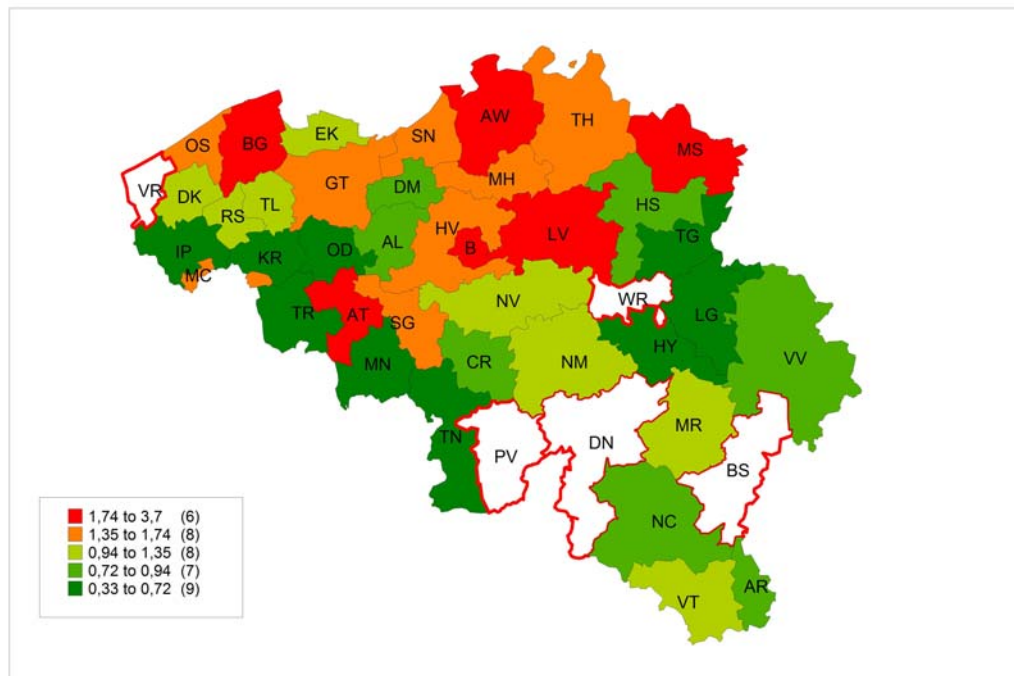 AW
TH
EK
SN
BG
OS
MS
MH
GT
DM
VR
DK
TL
HS
RS
HV
LV
TG
AL
B
OD
KR
IP
MC
WR
NV
TR
AT
SG
LG
HY
VV
MN
CR
NM
MR
TN
PV
DN
BS
NC
AR
VT
1,74 to 3,7 (6)
1,35 to 1,74 (8)
0,94 to 1,35 (8)
0,72 to 0,94 (7)
0,33 to 0,72 (9)